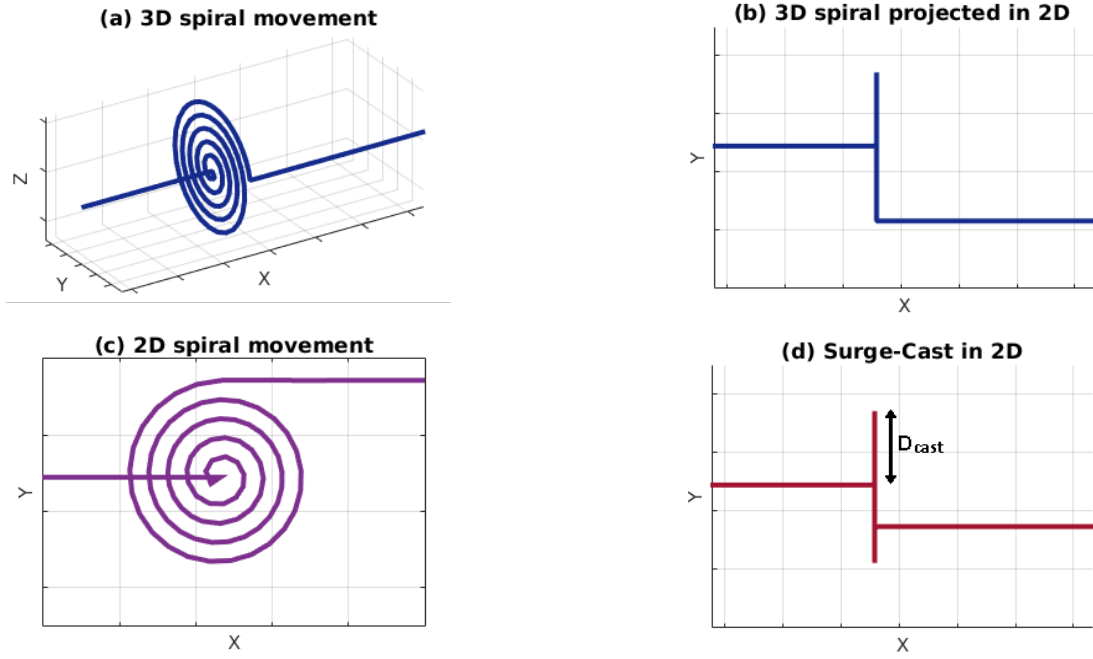 (a) 3D spiral movement
Z
Y
X
(b) 3D spiral projected in 2D
Y
X
(c) 2D spiral movement
Y
X
(d) Surge-Cast in 2D
Dcast
Y
X